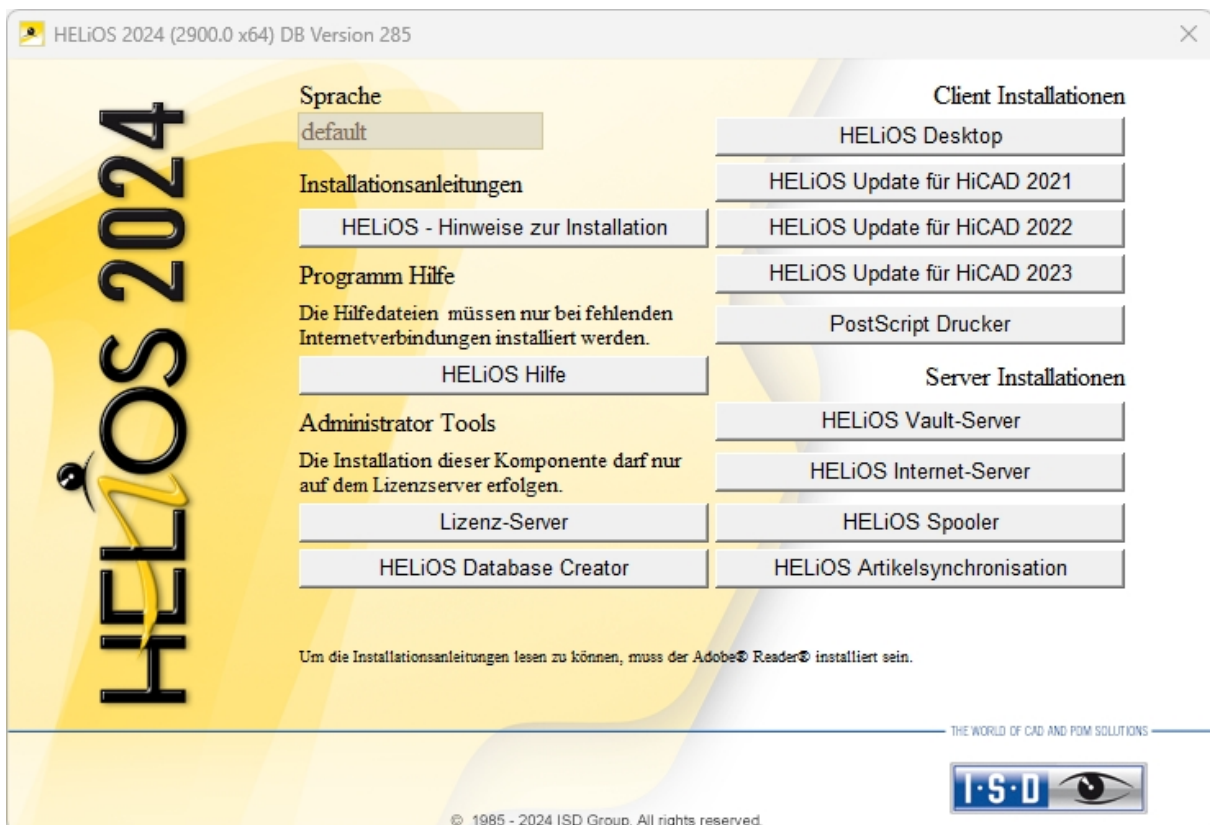 HELiOS 2024 (2900.0 x64) DB Version 285
HELiOS 2024
Sprache
default
Installationsanleitungen
HELiOS - Hinweise zur Installation
Programm Hilfe
Die Hilfedateien müssen nur bei fehlenden
Internetverbindungen installiert werden.
HELiOS Hilfe
Administrator Tools
Die Installation dieser Komponente darf nur
auf dem Lizenzserver erfolgen.
Lizenz-Server
HELiOS Database Creator
Client Installationen
HELiOS Desktop
HELiOS Update für HiCAD 2021
HELiOS Update für HiCAD 2022
HELiOS Update für HiCAD 2023
PostScript Drucker
Server Installationen
HELiOS Vault-Server
HELiOS Internet-Server
HELiOS Spooler
HELiOS Artikelsynchronisation
Um die Installationsanleitungen lesen zu können, muss der Adobe® Reader® installiert sein.
THE WORLD OF CAD AND PDM SOLUTIONS
I·S·D
© 1985 - 2024 ISD Group. All rights reserved.